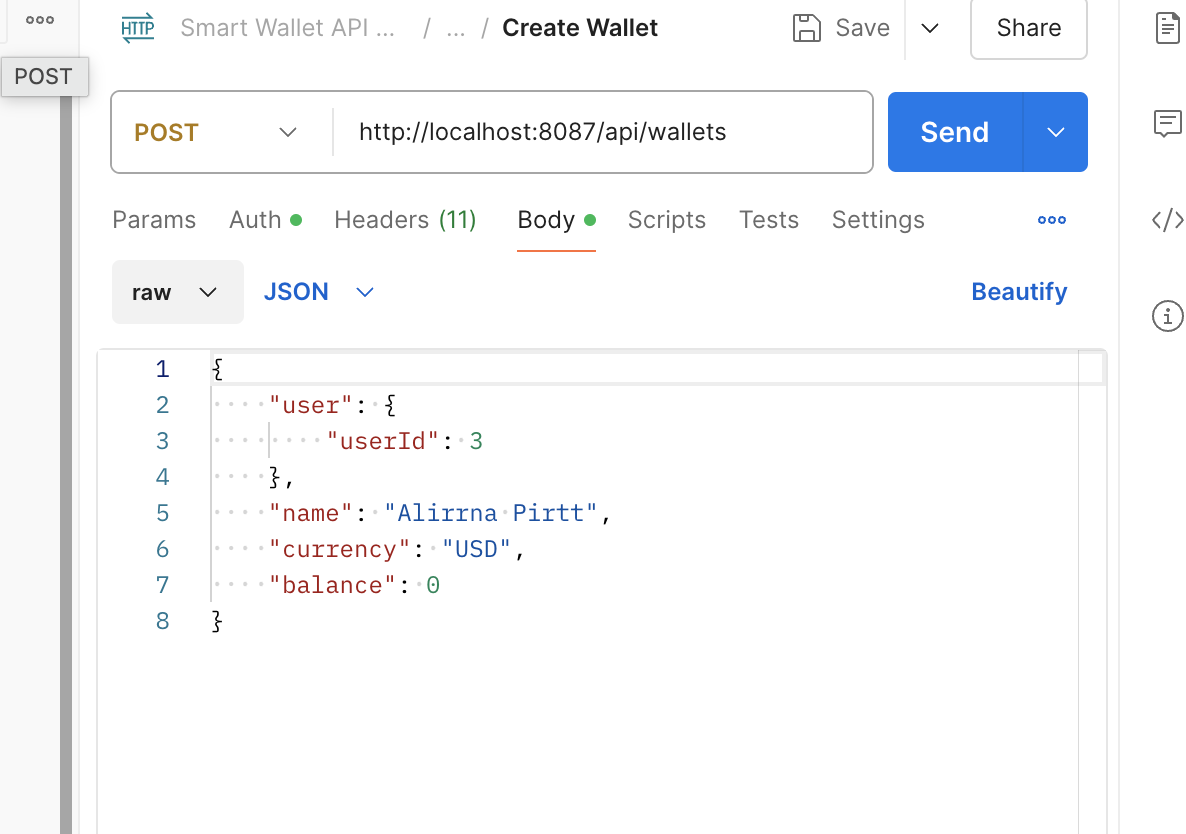 HTTP Smart Wallet API ... / ... / Create Wallet Save Share
POST
POST http://localhost:8087/api/wallets Send
Params Auth Headers (11) Body Scripts Tests Settings
raw JSON Beautify
1 {
2 "user": {
3 "userId": 3
4 },
5 "name": "Alirrna Pirtt",
6 "currency": "USD",
7 "balance": 0
8 }